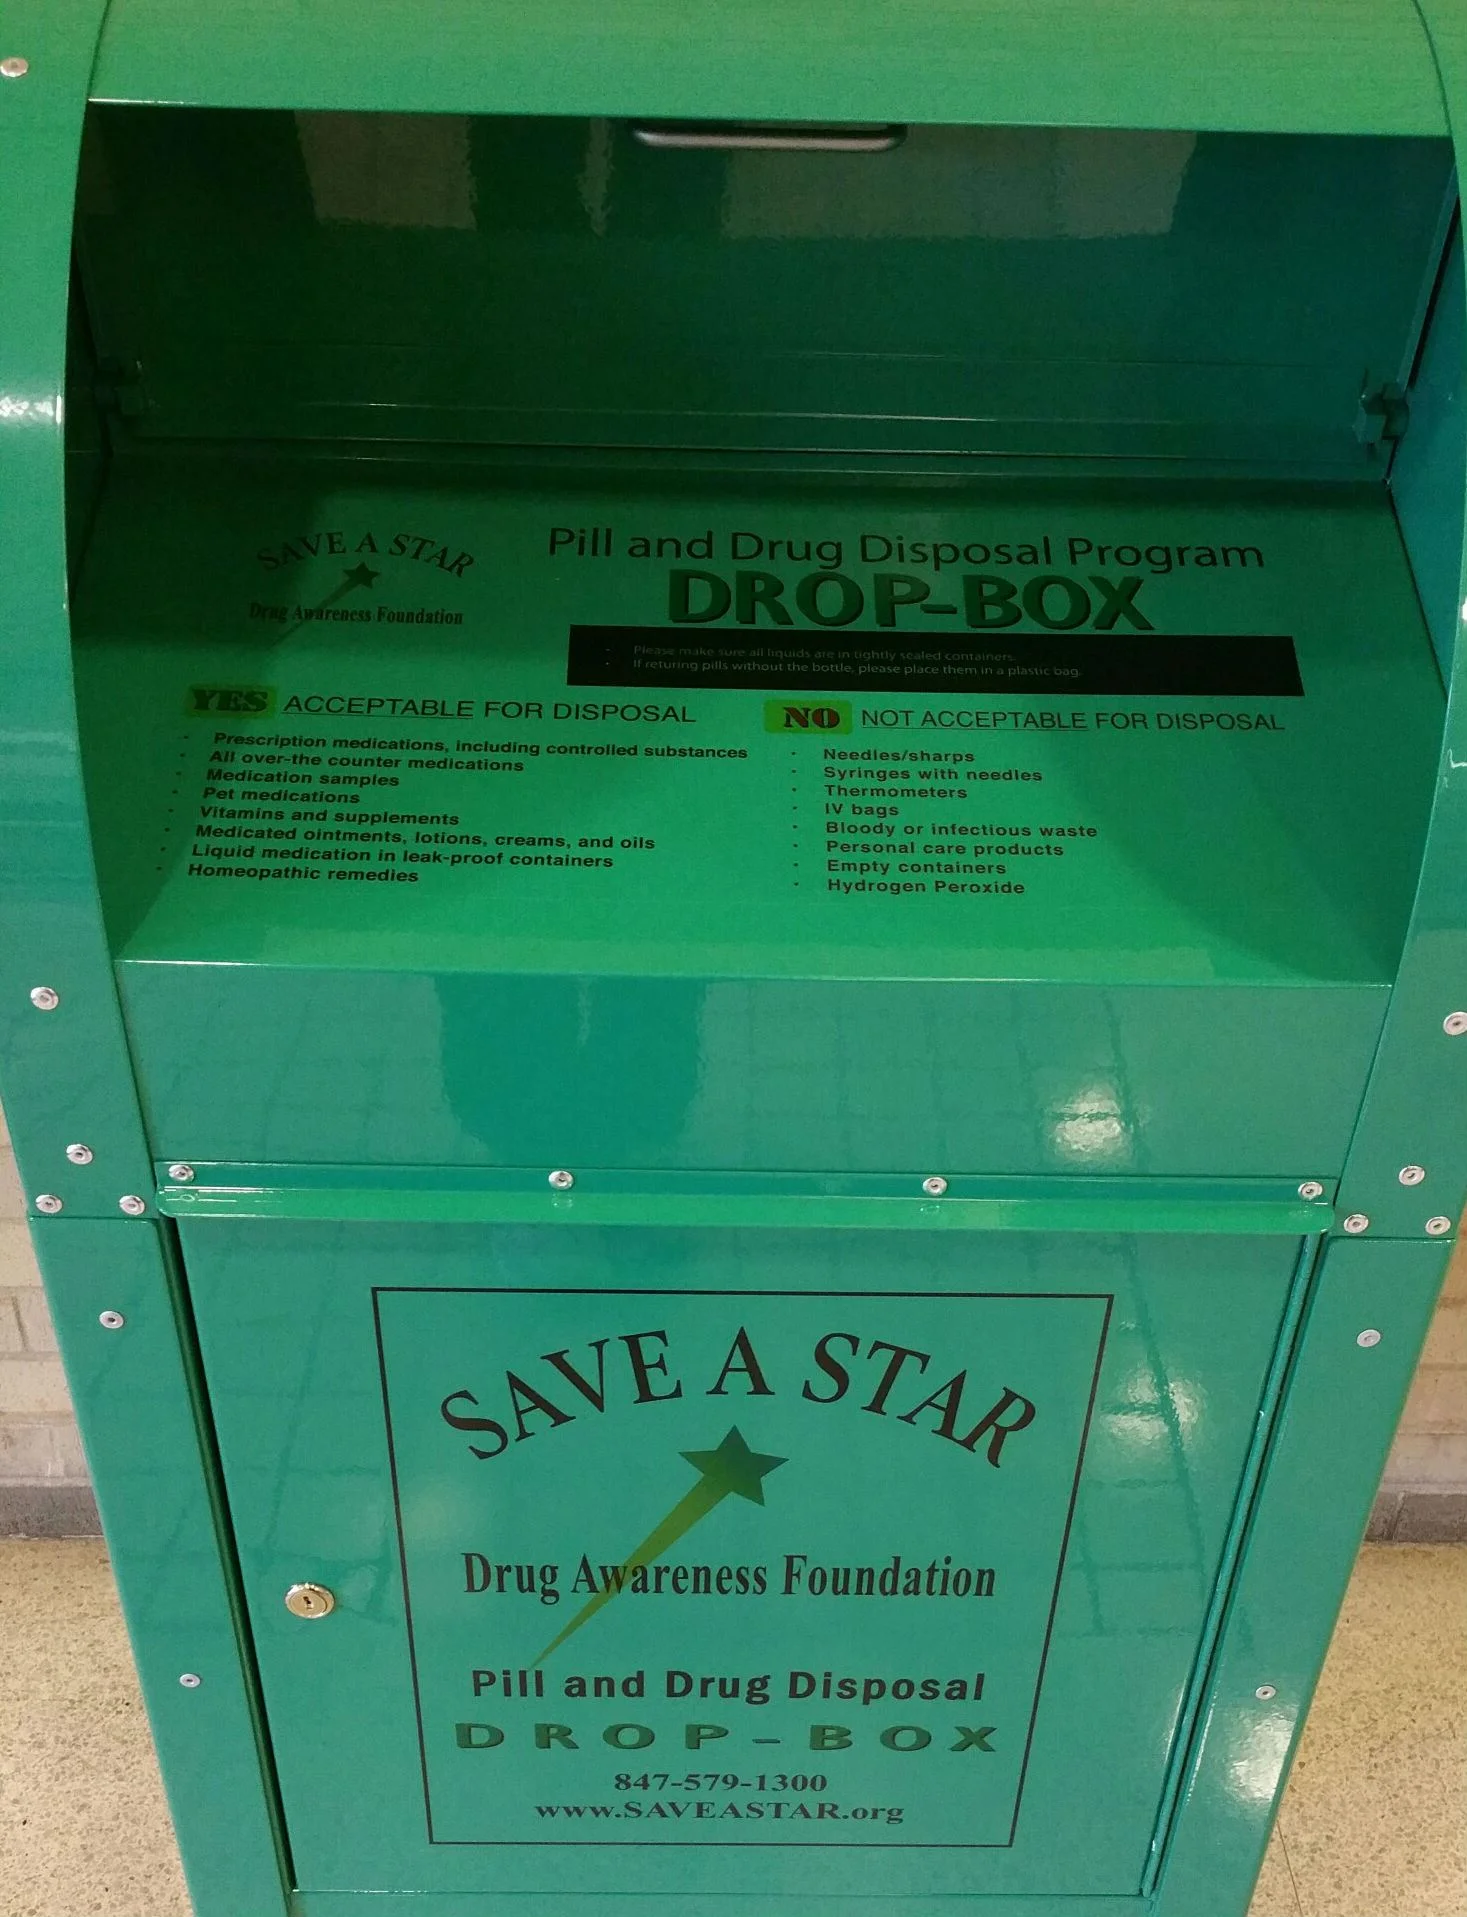 SAVE A STAR
Drug Awareness Foundation
Pill and Drug Disposal Program
DROP-BOX
· Please make sure all liquids are in tightly sealed containers.
· If returing pills without the bottle, please place them in a plastic bag.
YES ACCEPTABLE FOR DISPOSAL
· Prescription medications, including controlled substances
· All over-the counter medications
· Medication samples
· Pet medications
· Vitamins and supplements
· Medicated ointments, lotions, creams, and oils
· Liquid medication in leak-proof containers
· Homeopathic remedies
NO NOT ACCEPTABLE FOR DISPOSAL
· Needles/sharps
· Syringes with needles
· Thermometers
· IV bags
· Bloody or infectious waste
· Personal care products
· Empty containers
· Hydrogen Peroxide
SAVE A STAR
Drug Awareness Foundation
Pill and Drug Disposal
DROP-BOX
847-579-1300
www.SAVEASTAR.org